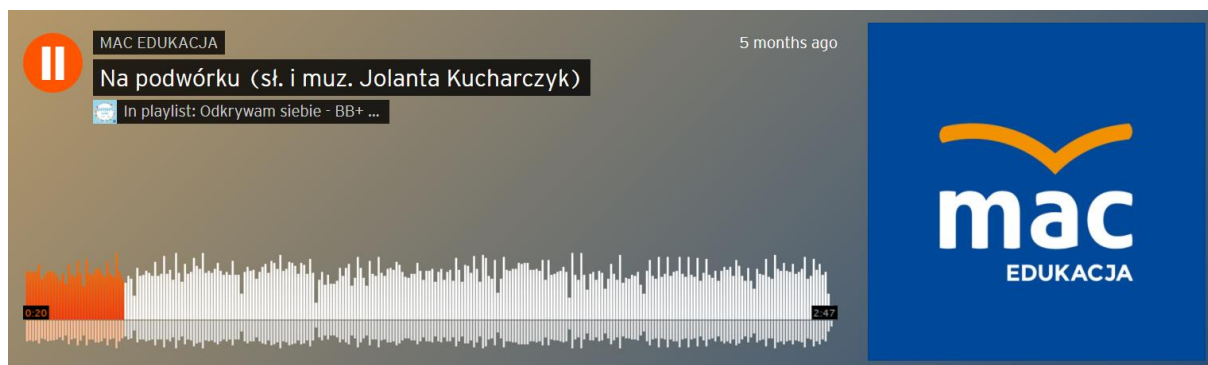 MAC EDUKACJA
5 months ago
Na podwórku (sł. i muz. Jolanta Kucharczyk)
In playlist: Odkrywam siebie - BB+ ...
0:20
2:47
mac
EDUKACJA